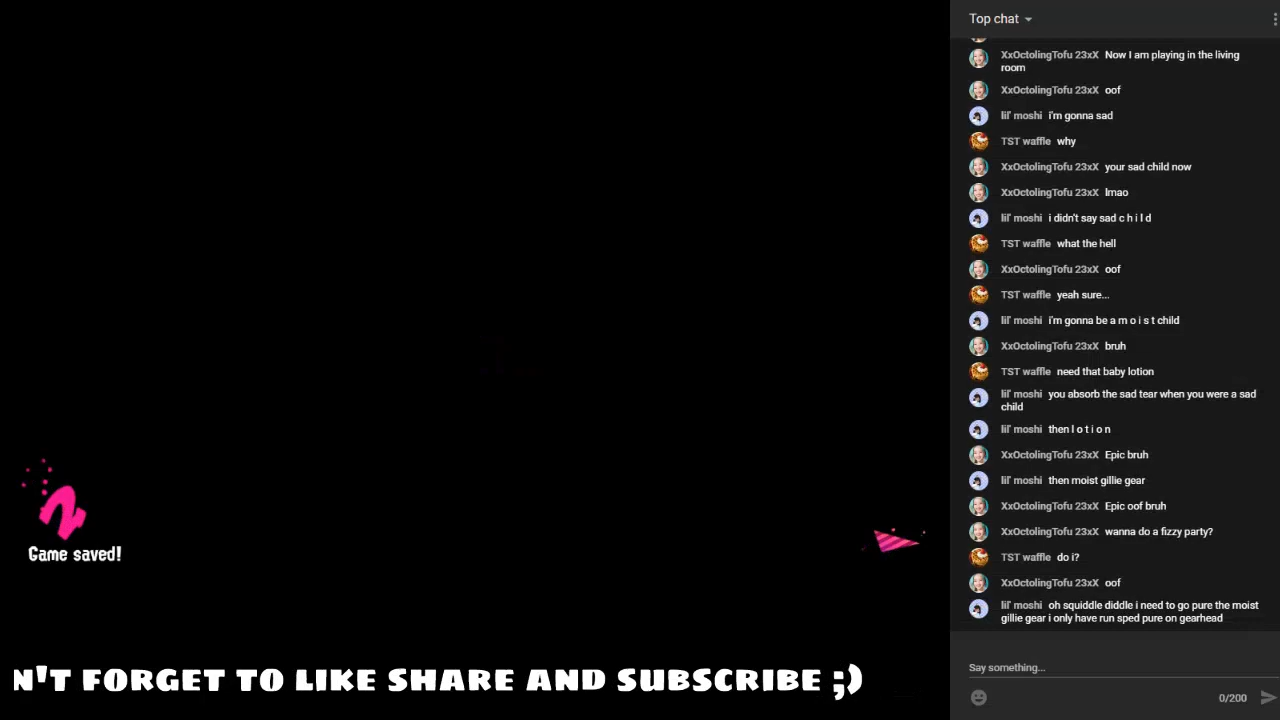 Game saved!
N'T FORGET TO LIKE SHARE AND SUBSCRIBE ;)
Top chat
XxOctolingTofu 23xX Now I am playing in the living
room
XxOctolingTofu 23xX oof
lil' moshi i'm gonna sad
TST waffle why
XxOctolingTofu 23xX your sad child now
XxOctolingTofu 23xX lmao
lil' moshi i didn't say sad c h i l d
TST waffle what the hell
XxOctolingTofu 23xX oof
TST waffle yeah sure...
lil' moshi i'm gonna be a m o i s t child
XxOctolingTofu 23xX bruh
TST waffle need that baby lotion
lil' moshi you absorb the sad tear when you were a sad
child
lil' moshi then l o t i o n
XxOctolingTofu 23xX Epic bruh
lil' moshi then moist gillie gear
XxOctolingTofu 23xX Epic oof bruh
XxOctolingTofu 23xX wanna do a fizzy party?
TST waffle do i?
XxOctolingTofu 23xX oof
lil' moshi oh squiddle diddle i need to go pure the moist
gillie gear i only have run sped pure on gearhead
Say something...
0/200